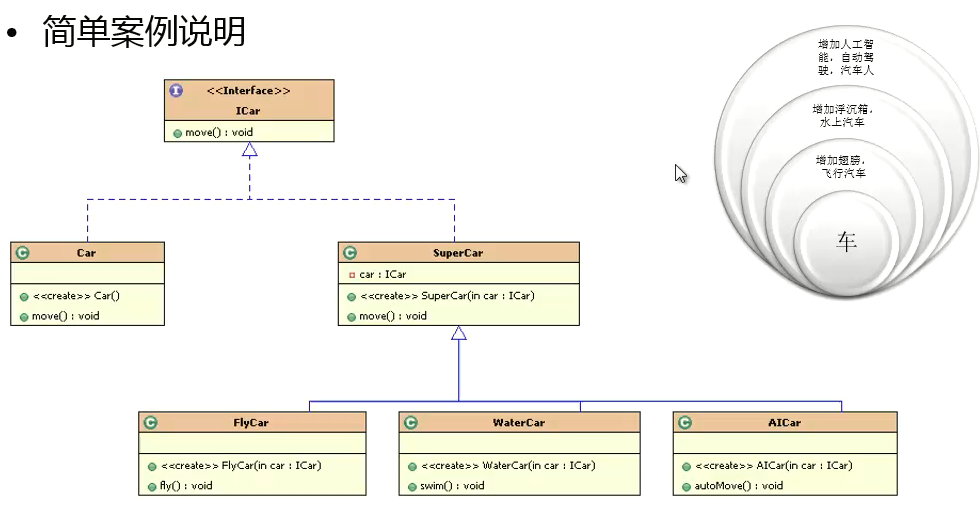 • 简单案例说明
<<Interface>>
ICar
move() : void
Car
<<create>> Car()
move() : void
SuperCar
car : ICar
<<create>> SuperCar(in car : ICar)
move() : void
FlyCar
<<create>> FlyCar(in car : ICar)
fly() : void
WaterCar
<<create>> WaterCar(in car : ICar)
swim() : void
AICar
<<create>> AICar(in car : ICar)
autoMove() : void
增加人工智
能，自动驾
驶，汽车人
增加浮沉箱，
水上汽车
增加翅膀，
飞行汽车
车